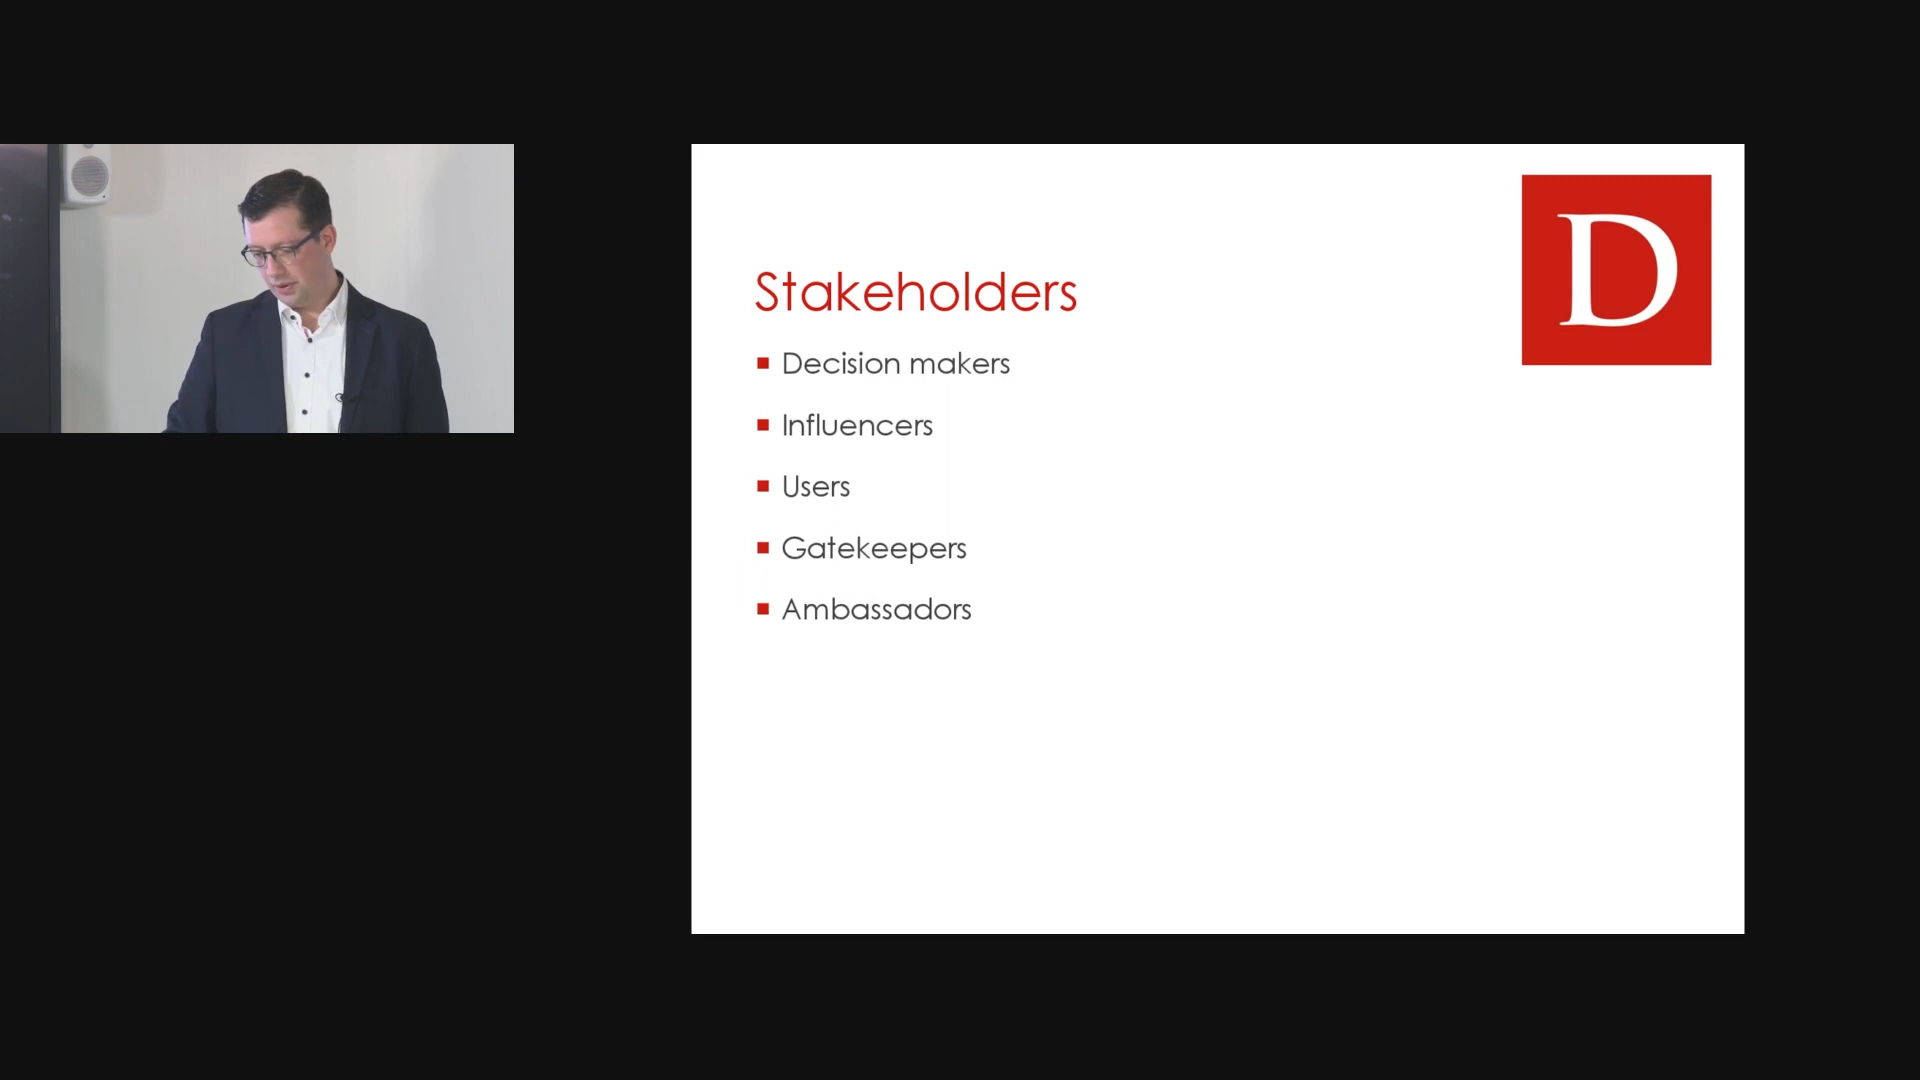 D
Stakeholders
Decision makers
Influencers
Users
Gatekeepers
Ambassadors